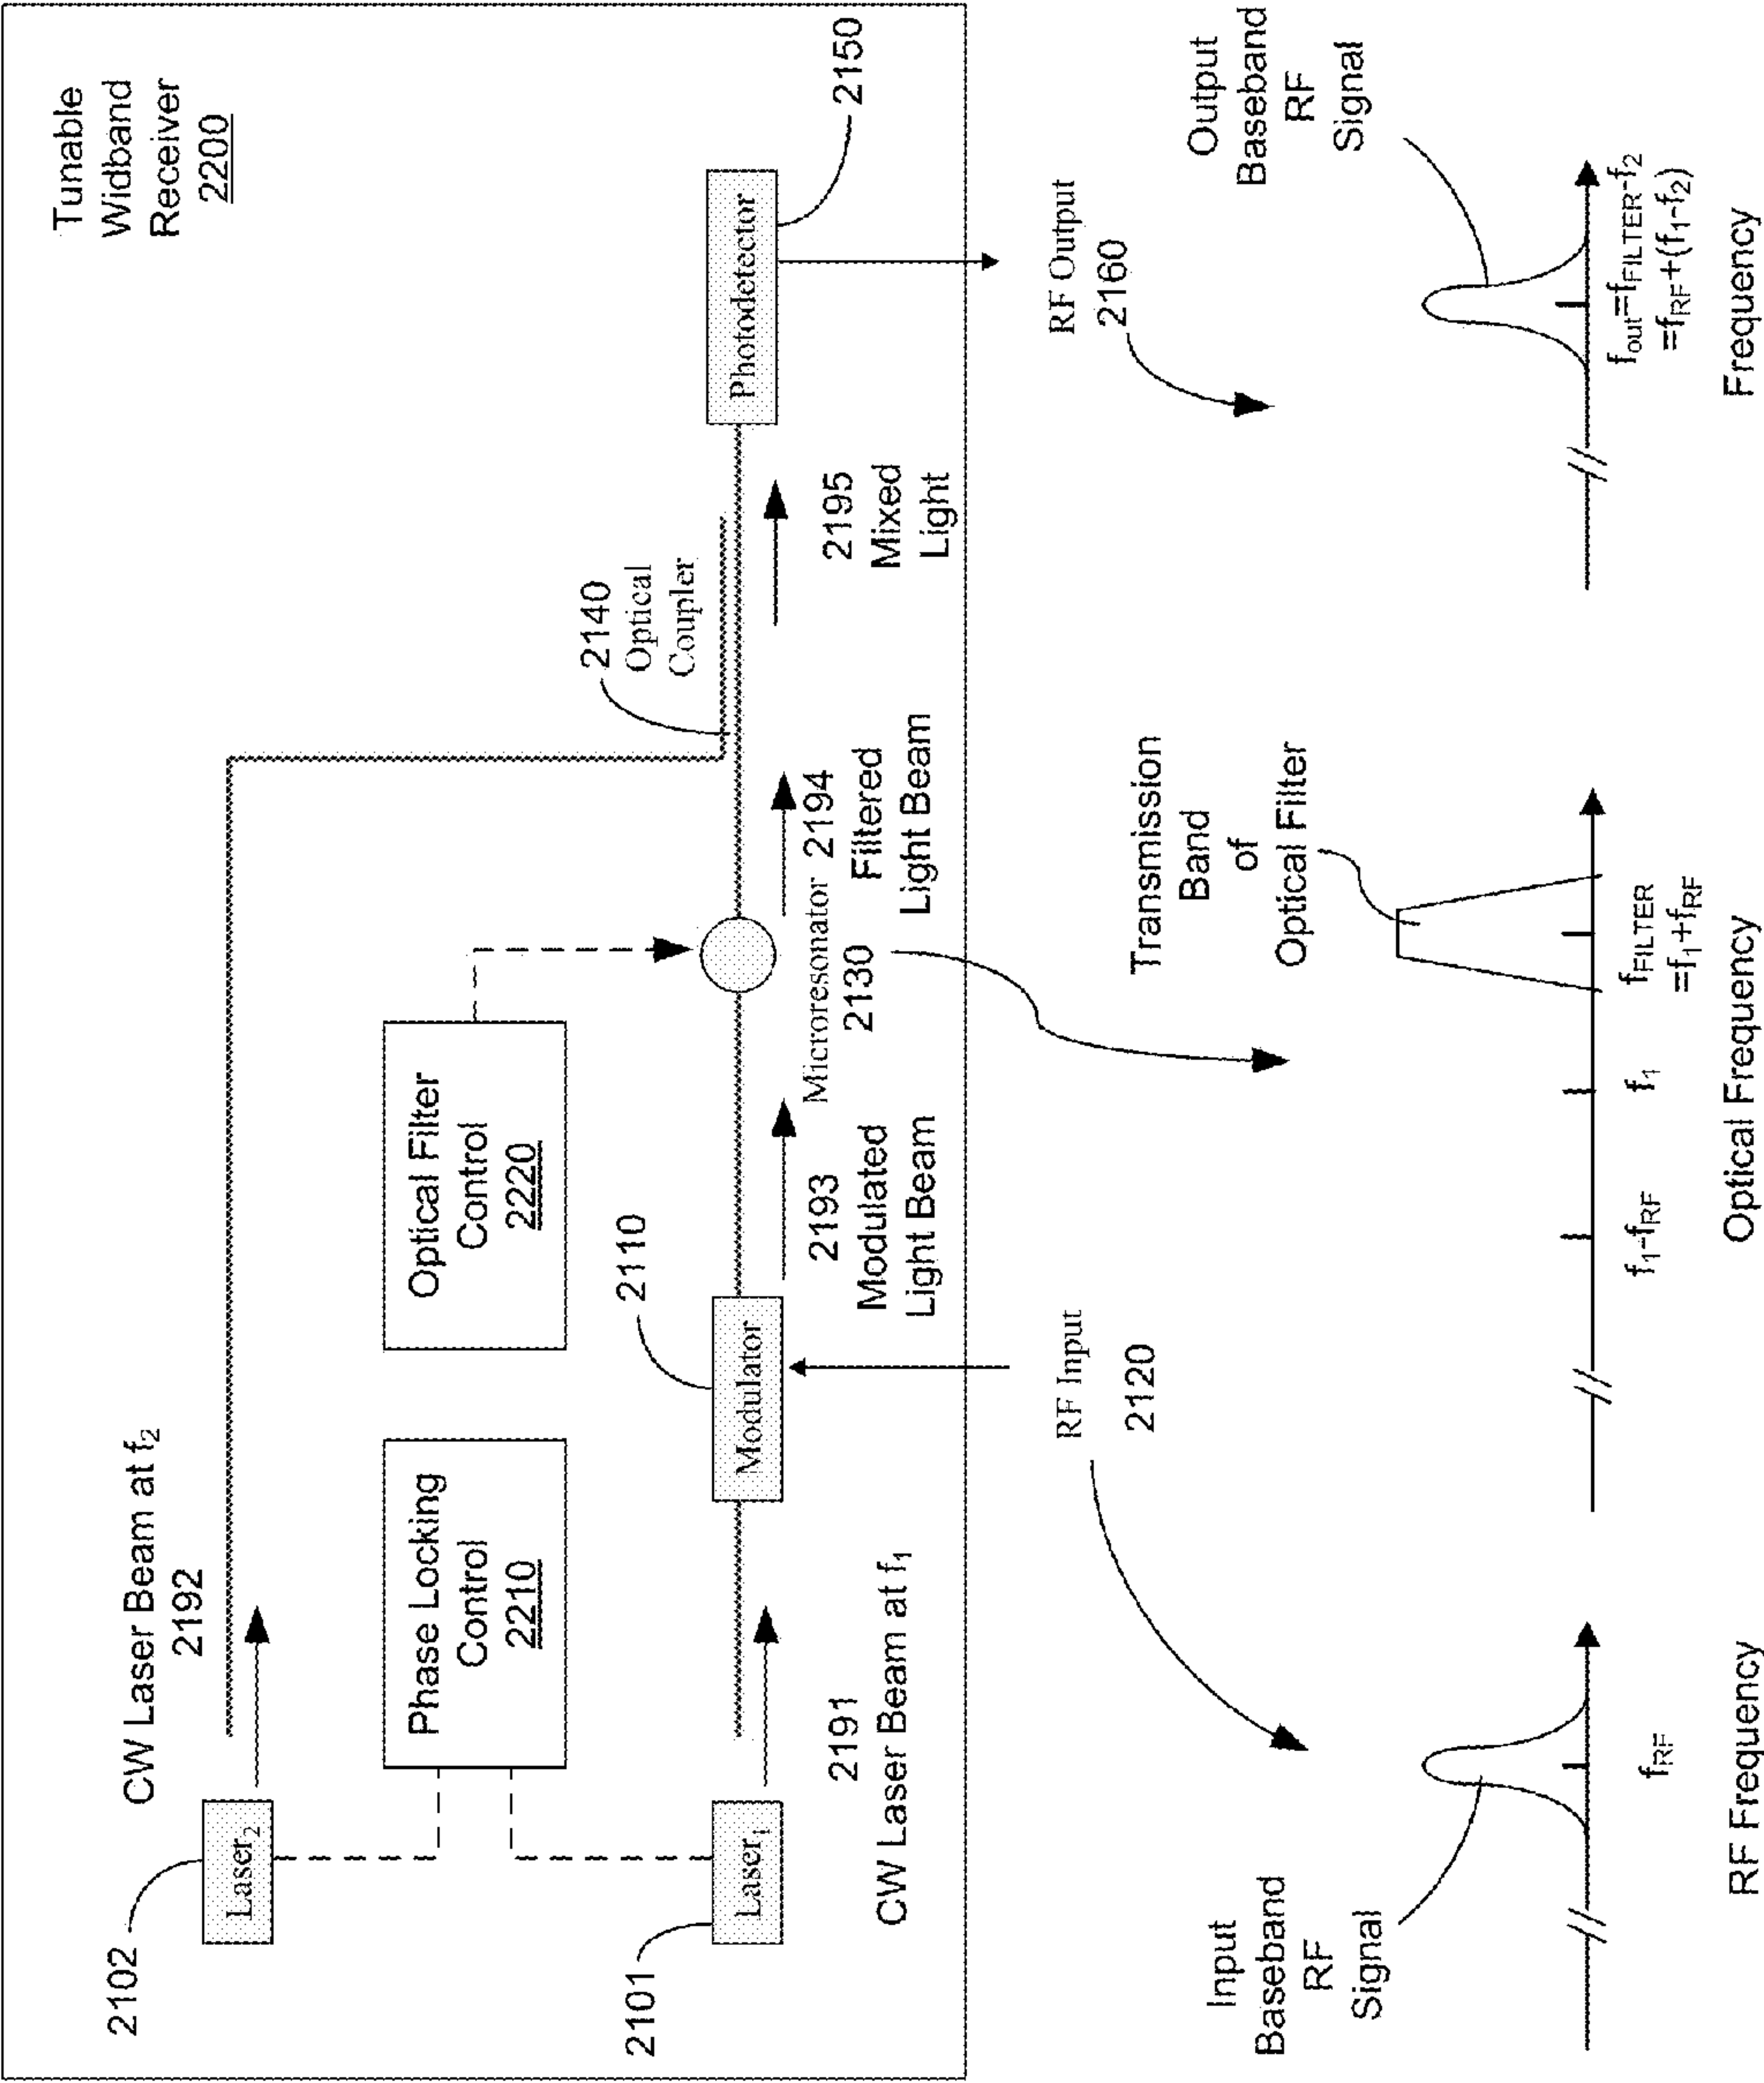 Tunable
Widband
Receiver
2200
2102
Laser₂
CW Laser Beam at f₂
2192
Phase Locking
Control
2210
Optical Filter
Control
2220
2101
Laser₁
2191
CW Laser Beam at f₁
Modulator
2110
2193
Modulated
Light Beam
Microresonator
2130
2194
Filtered
Light Beam
2140
Optical
Coupler
2195
Mixed
Light
Photodetector
2150
RF Input
2120
RF Output
2160
Input
Baseband
RF
Signal
fRF
RF Frequency
Transmission
Band
of
Optical Filter
f₁-fRF
f₁
fFILTER
=f₁+fRF
Optical Frequency
Output
Baseband
RF
Signal
fout=fFILTER-f₂
=fRF+(f₁-f₂)
Frequency